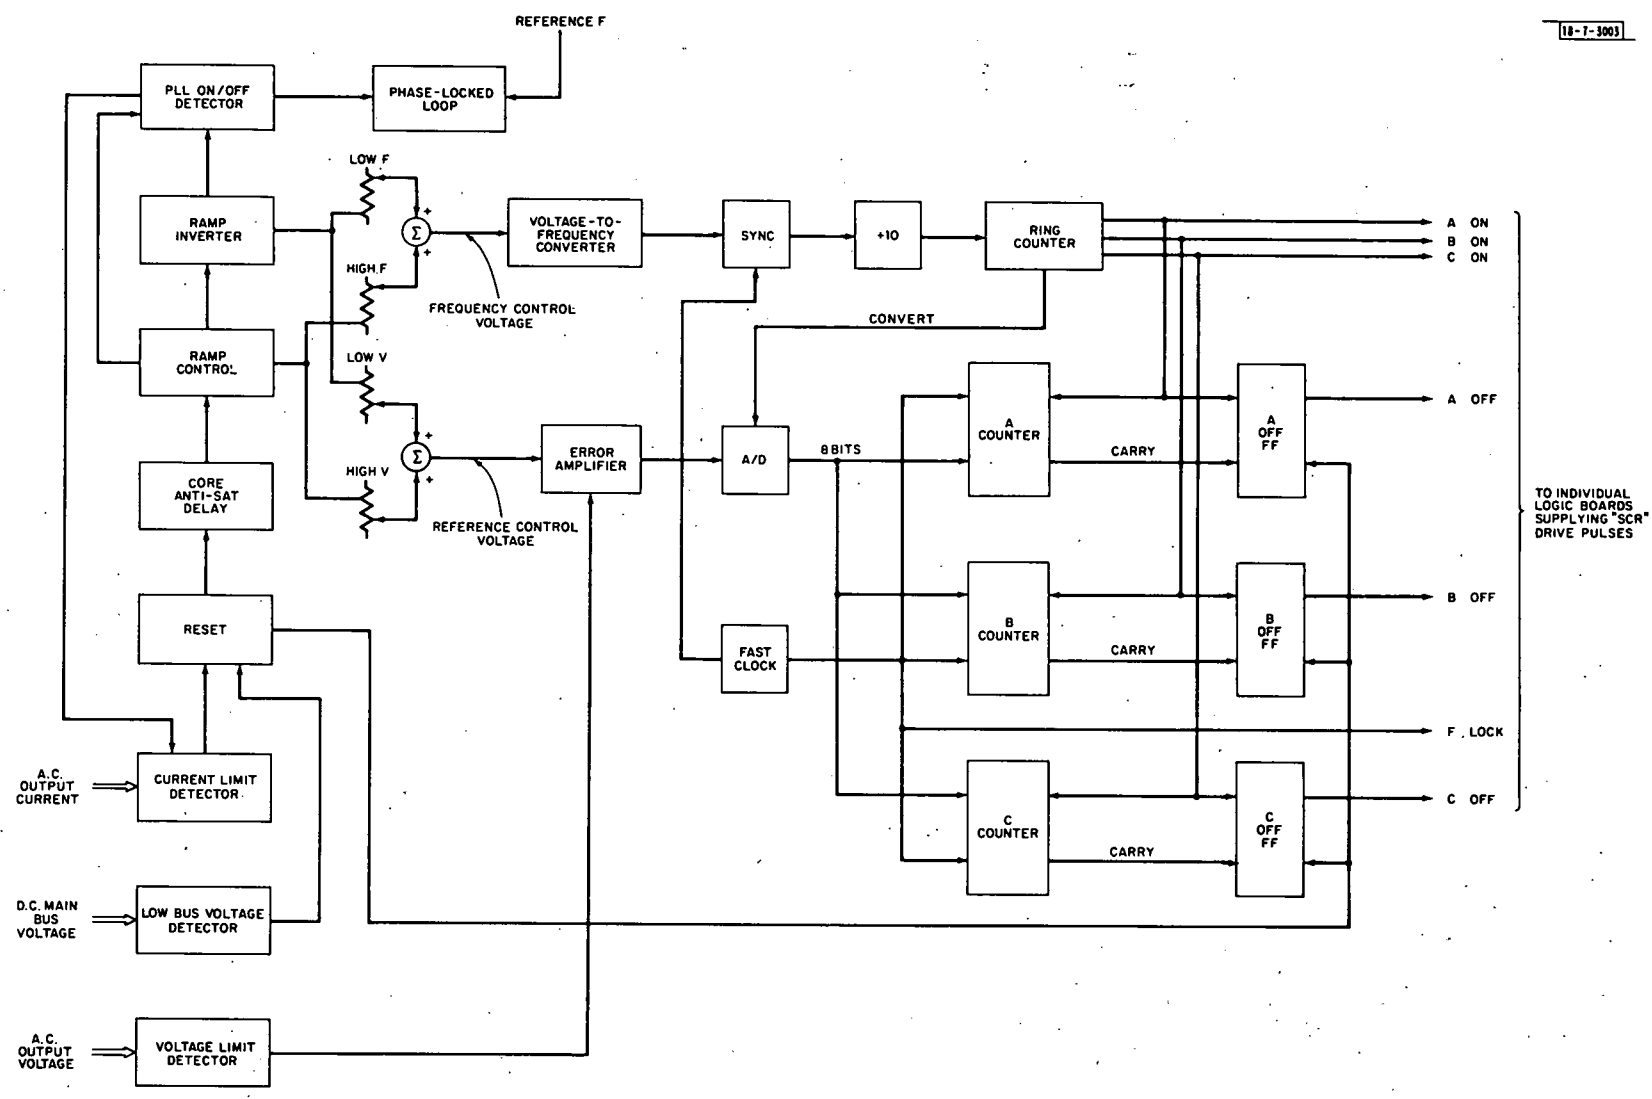 REFERENCE F
18-7-3003
PLL ON/OFF
DETECTOR
PHASE-LOCKED
LOOP
LOW F
RAMP
INVERTER
+
Σ
+
VOLTAGE-TO-
FREQUENCY
CONVERTER
SYNC
÷10
RING
COUNTER
A ON
B ON
C ON
HIGH F
FREQUENCY CONTROL
VOLTAGE
CONVERT
RAMP
CONTROL
LOW V
A
COUNTER
A
OFF
FF
A OFF
+
Σ
+
ERROR
AMPLIFIER
A/D
8 BITS
CARRY
HIGH V
CORE
ANTI-SAT
DELAY
REFERENCE CONTROL
VOLTAGE
TO INDIVIDUAL
LOGIC BOARDS
SUPPLYING "SCR"
DRIVE PULSES
RESET
FAST
CLOCK
B
COUNTER
CARRY
B
OFF
FF
B OFF
F. LOCK
A.C.
OUTPUT
CURRENT
CURRENT LIMIT
DETECTOR
C
COUNTER
CARRY
C
OFF
FF
C OFF
D.C. MAIN
BUS
VOLTAGE
LOW BUS VOLTAGE
DETECTOR
A.C.
OUTPUT
VOLTAGE
VOLTAGE LIMIT
DETECTOR